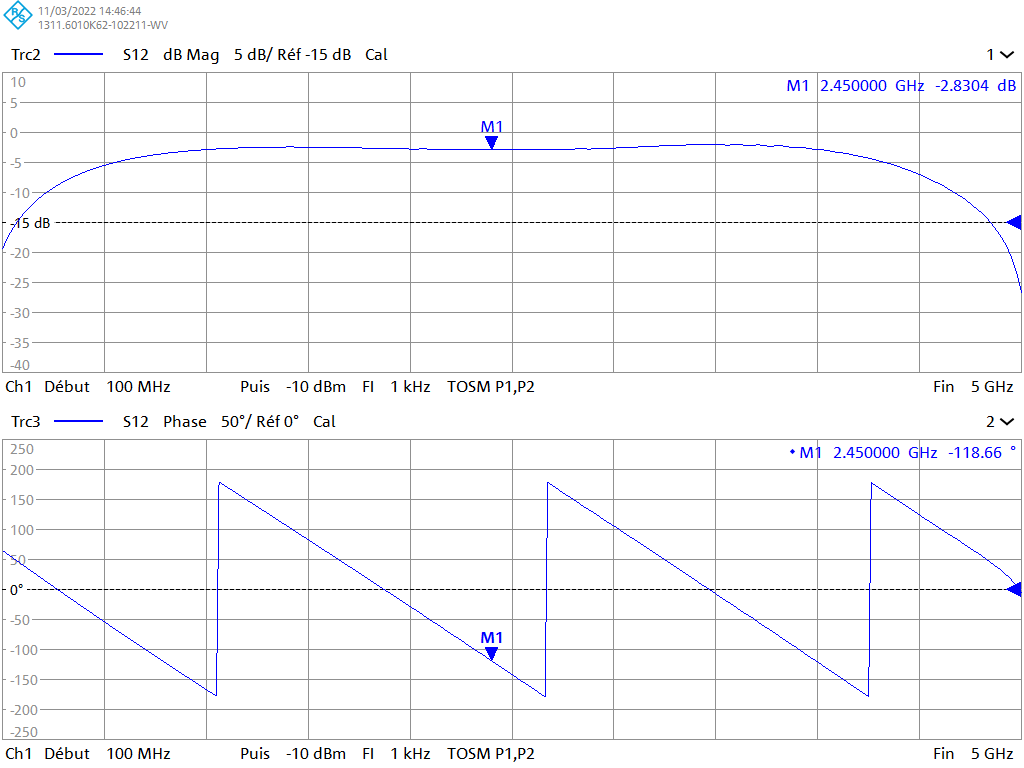 R&S
11/03/2022 14:46:44
1311.6010K62-102211-WV
Trc2 S12 dB Mag 5 dB/ Réf -15 dB Cal 1
10 M1 2.450000 GHz -2.8304 dB
5
M1
0
-5
-10
-15 dB
-20
-25
-30
-35
-40
Ch1 Début 100 MHz Puis -10 dBm FI 1 kHz TOSM P1,P2 Fin 5 GHz
Trc3 S12 Phase 50°/ Réf 0° Cal 2
250 M1 2.450000 GHz -118.66 °
200
150
100
50
0°
-50
M1
-100
-150
-200
-250
Ch1 Début 100 MHz Puis -10 dBm FI 1 kHz TOSM P1,P2 Fin 5 GHz